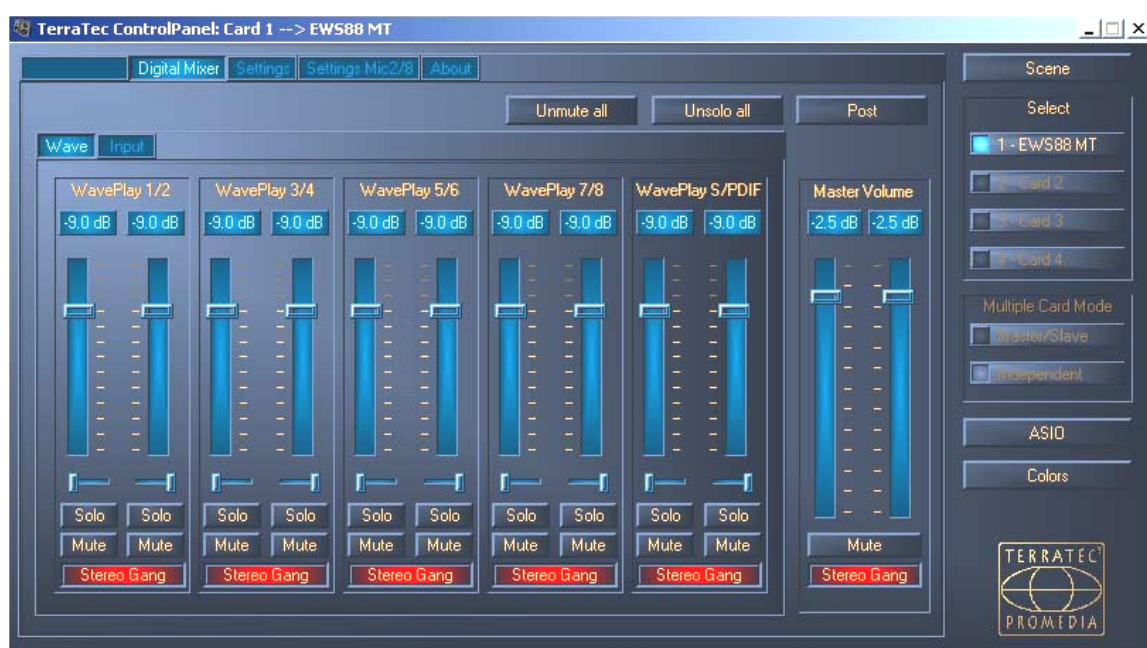 TerraTec ControlPanel: Card 1 --> EWS88 MT
Digital Mixer Settings Settings Mic2/8 About
Unmute all Unsolo all Post
Wave Input
WavePlay 1/2 WavePlay 3/4 WavePlay 5/6 WavePlay 7/8 WavePlay S/PDIF Master Volume
-9.0 dB -9.0 dB -9.0 dB -9.0 dB -9.0 dB -9.0 dB -9.0 dB -9.0 dB -9.0 dB -9.0 dB -2.5 dB -2.5 dB
Solo Solo Solo Solo Solo Solo Solo Solo Solo Solo
Mute Mute Mute Mute Mute Mute Mute Mute Mute Mute Mute
Stereo Gang Stereo Gang Stereo Gang Stereo Gang Stereo Gang Stereo Gang
Scene
Select
1 - EWS88 MT
2 - Card 2
3 - Card 3
4 - Card 4
Multiple Card Mode
Master/Slave
Independent
ASIO
Colors
TERRATEC
PROMEDIA